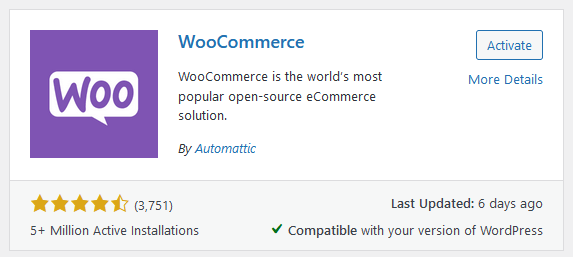 Woo
WooCommerce
Activate
WooCommerce is the world's most
popular open-source eCommerce
solution.
More Details
By Automattic
(3,751)
Last Updated: 6 days ago
5+ Million Active Installations
Compatible with your version of WordPress